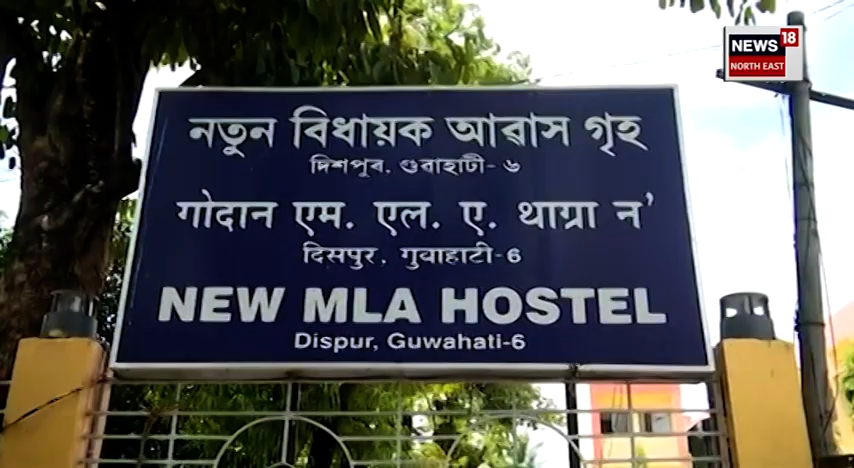 নতুন বিধায়ক আৱাস গৃহ
দিশপুৰ, গুৱাহাটী- ৬
गोदान एम. एल. ए. थाग्रा न'
दिसपुर, गुवाहाटी-6
NEW MLA HOSTEL
Dispur, Guwahati-6
NEWS 18
NORTH EAST